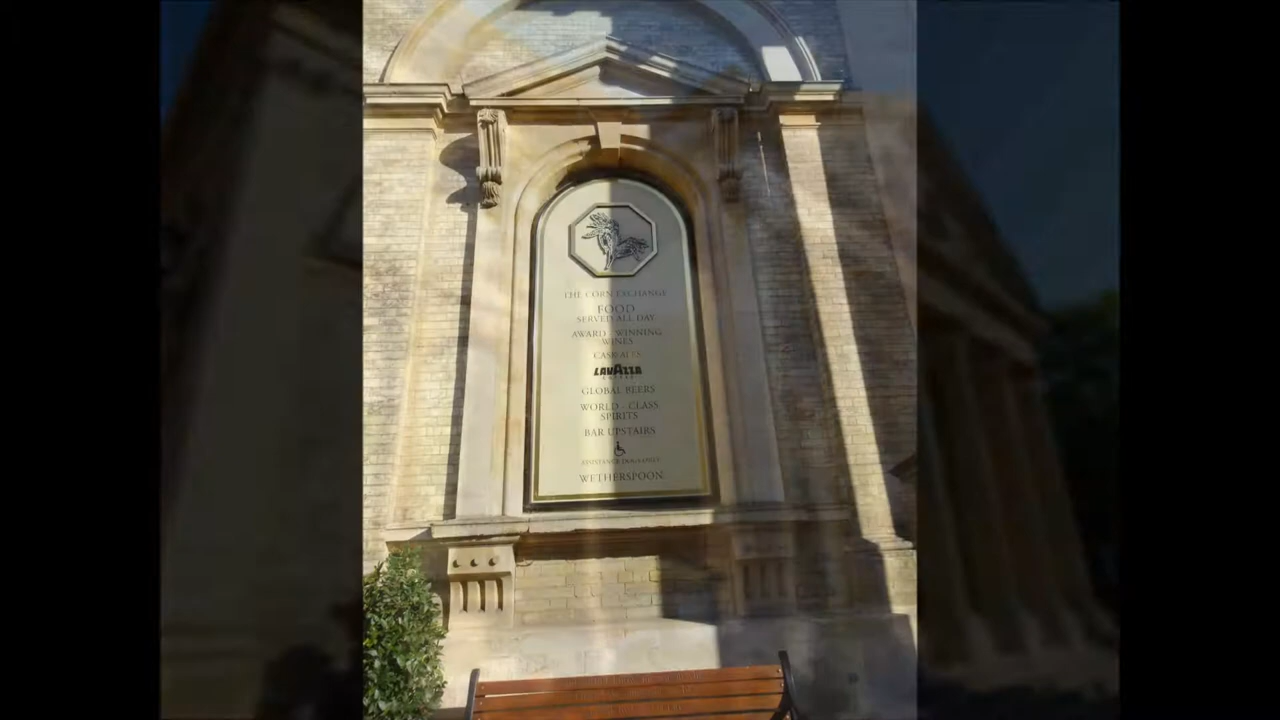 THE CORN EXCHANGE
FOOD
SERVED ALL DAY
AWARD - WINNING
WINES
CASK ALES
LAVAZZA
GLOBAL BEERS
WORLD - CLASS
SPIRITS
BAR UPSTAIRS
ASSISTANCE DOGS ONLY
WETHERSPOON